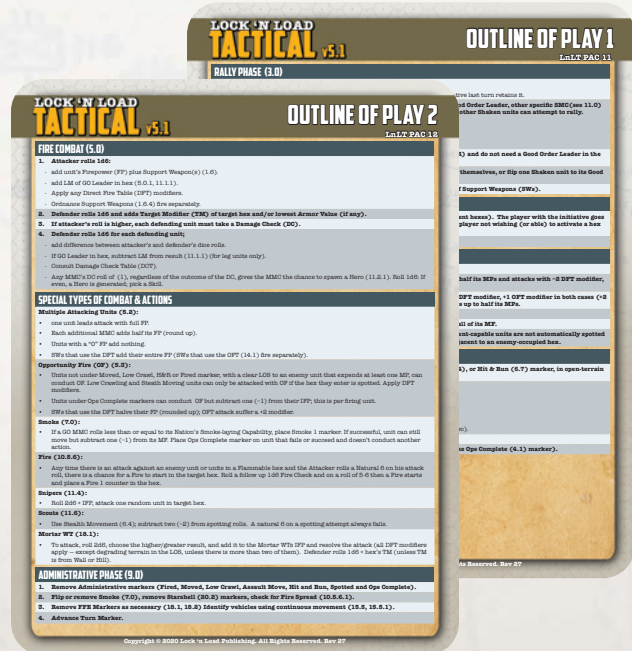 LOCK 'N LOAD
TACTICAL v5.1
OUTLINE OF PLAY 1
LnLT PAC 11
RALLY PHASE (3.0)
tive last turn retains it.
d Order Leader, other specific SMC(see 11.0)
other Shaken units can attempt to rally.
) and do not need a Good Order Leader in the
themselves, or flip one Shaken unit to its Good
f Support Weapons (SWs).
ent hexes). The player with the initiative goes
player not wishing (or able) to activate a hex
half its MPs and attacks with –2 DFT modifier,
DFT modifier, +1 OFT modifier in both cases (+2
up to half its MPs.
ll of its MF.
ent-capable units are not automatically spotted
jacent to an enemy-occupied hex.
), or Hit & Run (6.7) marker, in open-terrain
e Ops Complete (4.1) marker).
ts Reserved. Rev 27
LOCK 'N LOAD
TACTICAL v5.1
OUTLINE OF PLAY 2
LnLT PAC 12
FIRE COMBAT (5.0)
1. Attacker rolls 1d6:
- add unit's Firepower (FP) plus Support Weapon(s) (1.6).
- add LM of GO Leader in hex (5.0.1, 11.1.1).
- Apply any Direct Fire Table (DFT) modifiers.
- Ordnance Support Weapons (1.6.4) fire separately.
2. Defender rolls 1d6 and adds Target Modifier (TM) of target hex and/or lowest Armor Value (if any).
3. If attacker's roll is higher, each defending unit must take a Damage Check (DC).
4. Defender rolls 1d6 for each defending unit;
- add difference between attacker's and defender's dice rolls.
- If GO Leader in hex, subtract LM from result (11.1.1) (for leg units only).
- Consult Damage Check Table (DCT).
- Any MMC's DC roll of (1), regardless of the outcome of the DC, gives the MMC the chance to spawn a Hero (11.2.1). Roll 1d6: If
even, a Hero is generated; pick a Skill.
SPECIAL TYPES OF COMBAT & ACTIONS
Multiple Attacking Units (5.2):
• one unit leads attack with full FP.
• Each additional MMC adds half its FP (round up).
• Units with a "0" FP add nothing.
• SWs that use the DFT add their entire FP (SWs that use the OFT (14.1) fire separately).
Opportunity Fire (OF) (5.3):
• Units not under Moved, Low Crawl, H&R or Fired marker, with a clear LOS to an enemy unit that expends at least one MP, can
conduct OF. Low Crawling and Stealth Moving units can only be attacked with OF if the hex they enter is spotted. Apply DFT
modifiers.
• Units under Ops Complete markers can conduct OF but subtract one (–1) from their IFP; this is per firing unit.
• SWs that use the DFT halve their FP (rounded up); OFT attack suffer a +2 modifier.
Smoke (7.0):
• If a GO MMC rolls less than or equal to its Nation's Smoke-laying Capability, place Smoke 1 marker. If successful, unit can still
move but subtract one (–1) from its MF. Place Ops Complete marker on unit that fails or succeed and doesn't conduct another
action.
Fire (10.5.6):
• Any time there is an attack against an enemy unit or units in a Flammable hex and the Attacker rolls a Natural 6 on his attack
roll, there is a chance for a Fire to start in the target hex. Roll a follow up 1d6 Fire Check and on a roll of 5-6 then a Fire starts
and place a Fire 1 counter in the hex.
Snipers (11.4):
• Roll 2d6 + IFP, attack one random unit in target hex.
Scouts (11.6):
• Use Stealth Movement (6.4); subtract two (–2) from spotting rolls. A natural 6 on a spotting attempt always fails.
Mortar WT (18.1):
• To attack, roll 2d6, choose the higher/greater result, and add it to the Mortar WTs IFP and resolve the attack (all DFT modifiers
apply — except degrading terrain in the LOS, unless there is more than two of them). Defender rolls 1d6 + hex's TM (unless TM
is from Wall or Hill).
ADMINISTRATIVE PHASE (9.0)
1. Remove Administrative markers (Fired, Moved, Low Crawl, Assault Move, Hit and Run, Spotted and Ops Complete).
2. Flip or remove Smoke (7.0), remove Starshell (20.2) markers, check for Fire Spread (10.5.6.1).
3. Remove FFE Markers as necessary (18.1, 18.2) Identify vehicles using continuous movement (15.5, 15.5.1).
4. Advance Turn Marker.
Copyright © 2020 Lock 'n Load Publishing. All Rights Reserved. Rev 27